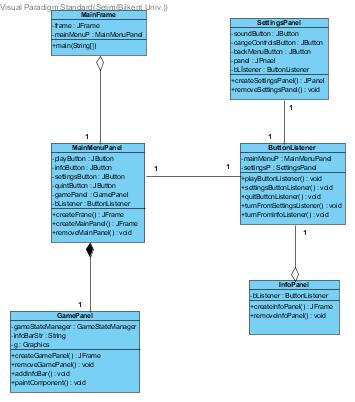 Visual Paradigm Standard(Selim(Bilkent Univ.))
MainFrame
-frame : JFrame
-mainMenuP : MainMenuPanel
+main(String[])
SettingsPanel
-soundButton : JButton
-cangeControlsButton : JButton
-backMenuButton : JButton
-panel : JPnael
-bListener : ButtonListener
+createSettingsPanel() : JPanel
+removeSettingsPanel() : void
1
1
1
MainMenuPanel
-playButton : JButton
-infoButton : JButton
-settingsButton : JButton
-quintButton : JButton
-gamePanel : GamePanel
-bListener : ButtonListener
+createFrane() : JFrame
+createMainPanel() : JFrame
+removeMainPanel() : void
1
1
ButtonListener
-mainMenuP : MainMenuPanel
-settingsP : SettingsPanel
+playButtonListener() : void
+settingsButtonListener() : void
+quitButtonListener() : void
+turnFromSettingsListener() : void
+turnFromInfoListener() : void
1
1
GamePanel
-gameStateManager : GameStateManager
-infoBarStr : String
-g : Graphics
+createGamePanel() : JFrame
+removeGamePanel() : void
+addInfoBar() : void
+paintComponent() : void
InfoPanel
-bListener : ButtonListener
+createInfoPanel() : JFrame
+removeInfoPanel() : void